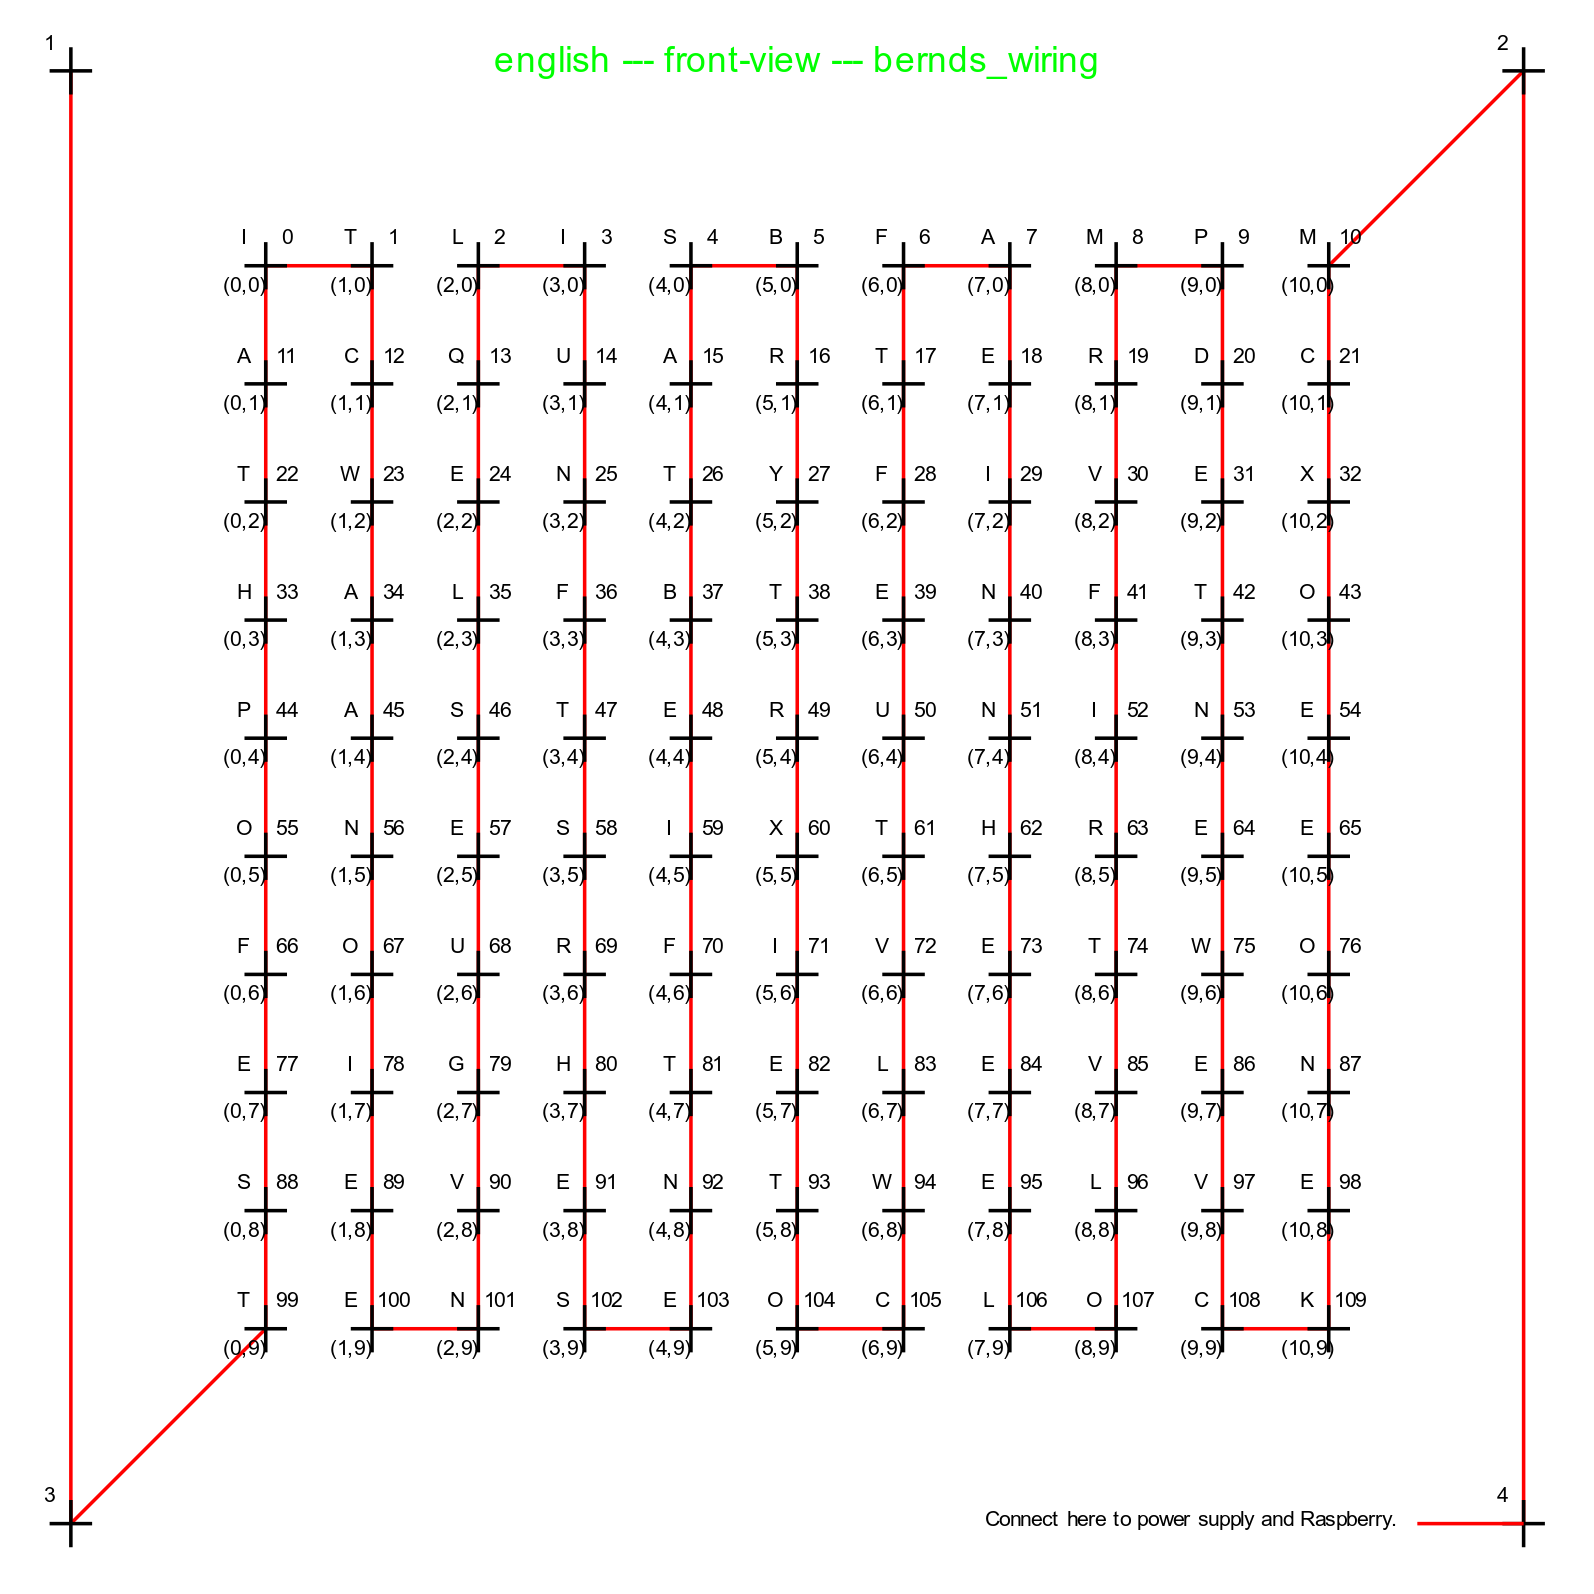 1 2
english --- front-view --- bernds_wiring
I 0 T 1 L 2 I 3 S 4 B 5 F 6 A 7 M 8 P 9 M 10
(0,0) (1,0) (2,0) (3,0) (4,0) (5,0) (6,0) (7,0) (8,0) (9,0) (10,0)
A 11 C 12 Q 13 U 14 A 15 R 16 T 17 E 18 R 19 D 20 C 21
(0,1) (1,1) (2,1) (3,1) (4,1) (5,1) (6,1) (7,1) (8,1) (9,1) (10,1)
T 22 W 23 E 24 N 25 T 26 Y 27 F 28 I 29 V 30 E 31 X 32
(0,2) (1,2) (2,2) (3,2) (4,2) (5,2) (6,2) (7,2) (8,2) (9,2) (10,2)
H 33 A 34 L 35 F 36 B 37 T 38 E 39 N 40 F 41 T 42 O 43
(0,3) (1,3) (2,3) (3,3) (4,3) (5,3) (6,3) (7,3) (8,3) (9,3) (10,3)
P 44 A 45 S 46 T 47 E 48 R 49 U 50 N 51 I 52 N 53 E 54
(0,4) (1,4) (2,4) (3,4) (4,4) (5,4) (6,4) (7,4) (8,4) (9,4) (10,4)
O 55 N 56 E 57 S 58 I 59 X 60 T 61 H 62 R 63 E 64 E 65
(0,5) (1,5) (2,5) (3,5) (4,5) (5,5) (6,5) (7,5) (8,5) (9,5) (10,5)
F 66 O 67 U 68 R 69 F 70 I 71 V 72 E 73 T 74 W 75 O 76
(0,6) (1,6) (2,6) (3,6) (4,6) (5,6) (6,6) (7,6) (8,6) (9,6) (10,6)
E 77 I 78 G 79 H 80 T 81 E 82 L 83 E 84 V 85 E 86 N 87
(0,7) (1,7) (2,7) (3,7) (4,7) (5,7) (6,7) (7,7) (8,7) (9,7) (10,7)
S 88 E 89 V 90 E 91 N 92 T 93 W 94 E 95 L 96 V 97 E 98
(0,8) (1,8) (2,8) (3,8) (4,8) (5,8) (6,8) (7,8) (8,8) (9,8) (10,8)
T 99 E 100 N 101 S 102 E 103 O 104 C 105 L 106 O 107 C 108 K 109
(0,9) (1,9) (2,9) (3,9) (4,9) (5,9) (6,9) (7,9) (8,9) (9,9) (10,9)
3 4
Connect here to power supply and Raspberry.